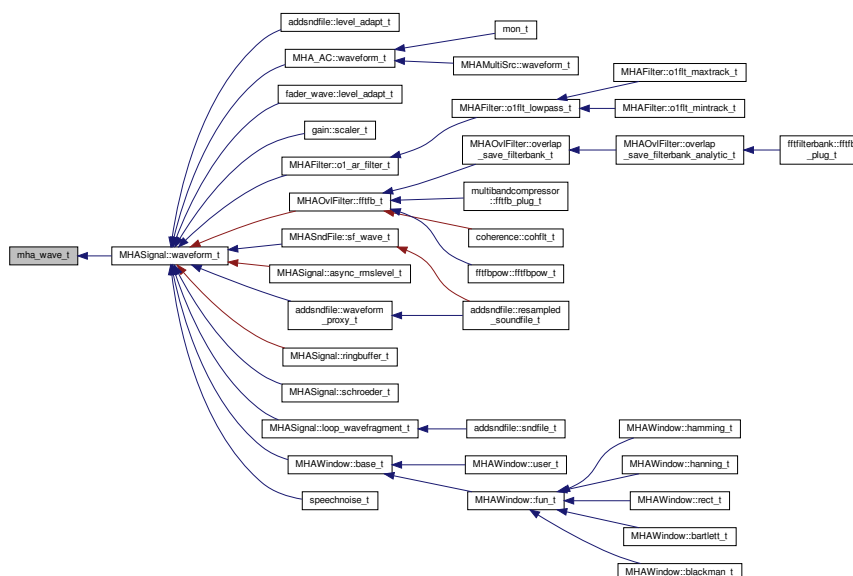 addsndfile::level_adapt_t
mon_t
MHA_AC::waveform_t
MHAMultiSrc::waveform_t
MHAFilter::o1flt_maxtrack_t
fader_wave::level_adapt_t
MHAFilter::o1flt_lowpass_t
MHAFilter::o1flt_mintrack_t
gain::scaler_t
MHAOvlFilter::overlap
_save_filterbank_t
MHAOvlFilter::overlap
_save_filterbank_analytic_t
fftfilterbank::fftfb
_plug_t
MHAFilter::o1_ar_filter_t
multibandcompressor
::fftfb_plug_t
MHAOvlFilter::fftfb_t
MHASndFile::sf_wave_t
coherence::cohflt_t
mha_wave_t
MHASignal::waveform_t
MHASignal::async_rmslevel_t
fftfbpow::fftfbpow_t
addsndfile::waveform
_proxy_t
addsndfile::resampled
_soundfile_t
MHASignal::ringbuffer_t
MHASignal::schroeder_t
MHASignal::loop_wavefragment_t
addsndfile::sndfile_t
MHAWindow::hamming_t
MHAWindow::base_t
MHAWindow::user_t
MHAWindow::hanning_t
speechnoise_t
MHAWindow::fun_t
MHAWindow::rect_t
MHAWindow::bartlett_t
MHAWindow::blackman_t